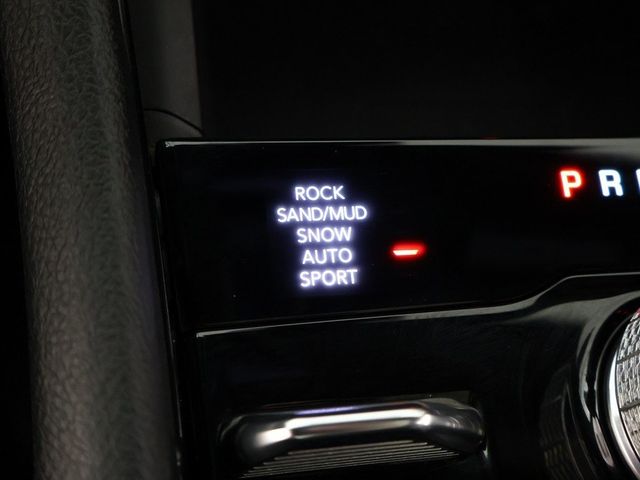 ROCK
SAND/MUD
SNOW
AUTO
SPORT
P R